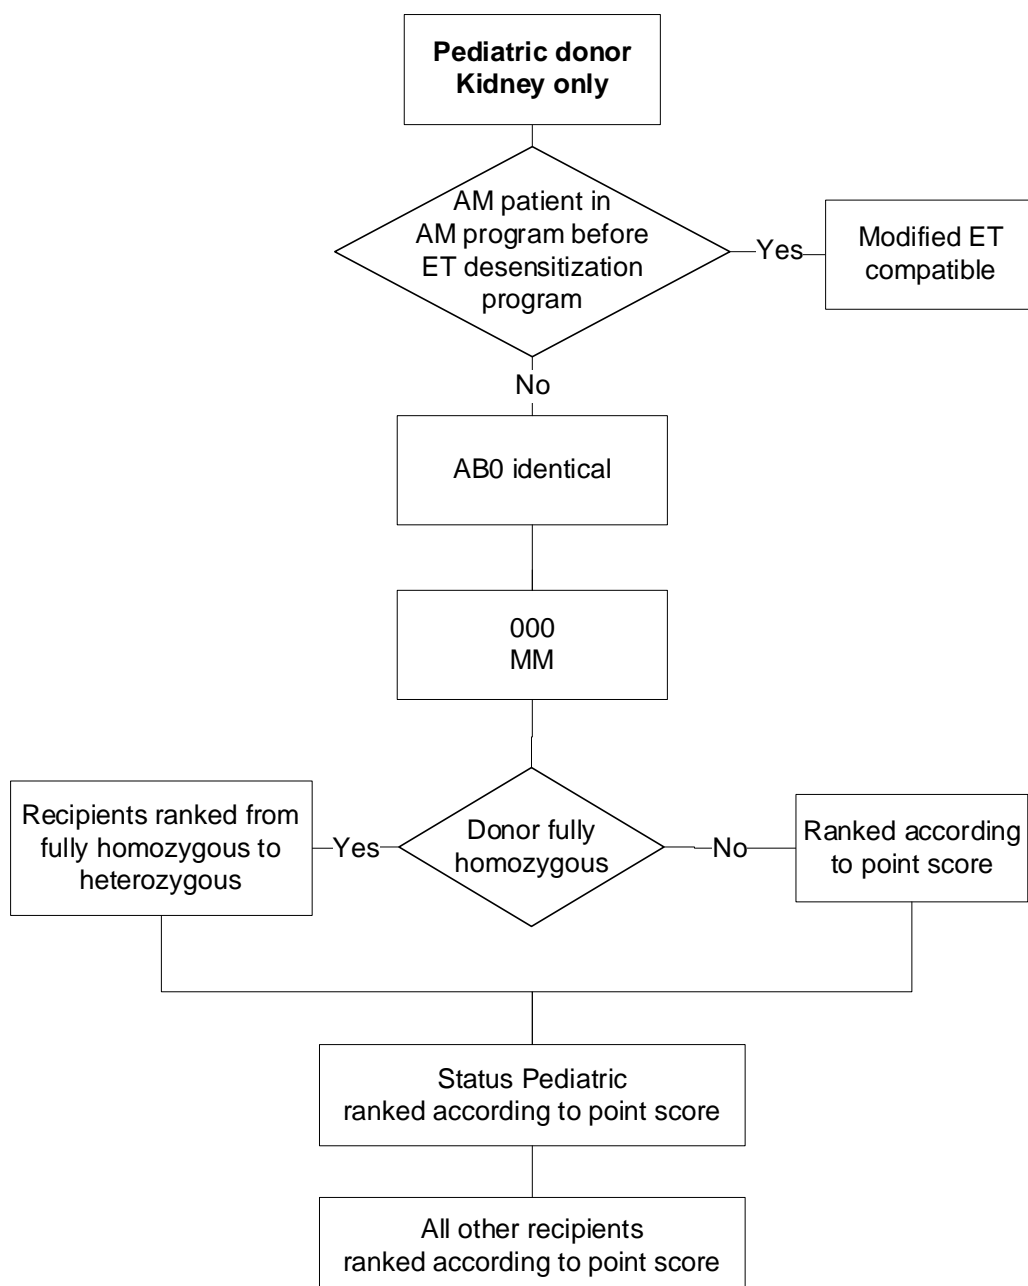 Pediatric donor
Kidney only
AM patient in
AM program before
ET desensitization
program
Yes
Modified ET
compatible
No
AB0 identical
000
MM
Recipients ranked from
fully homozygous to
heterozygous
Yes
Donor fully
homozygous
No
Ranked according
to point score
Status Pediatric
ranked according to point score
All other recipients
ranked according to point score